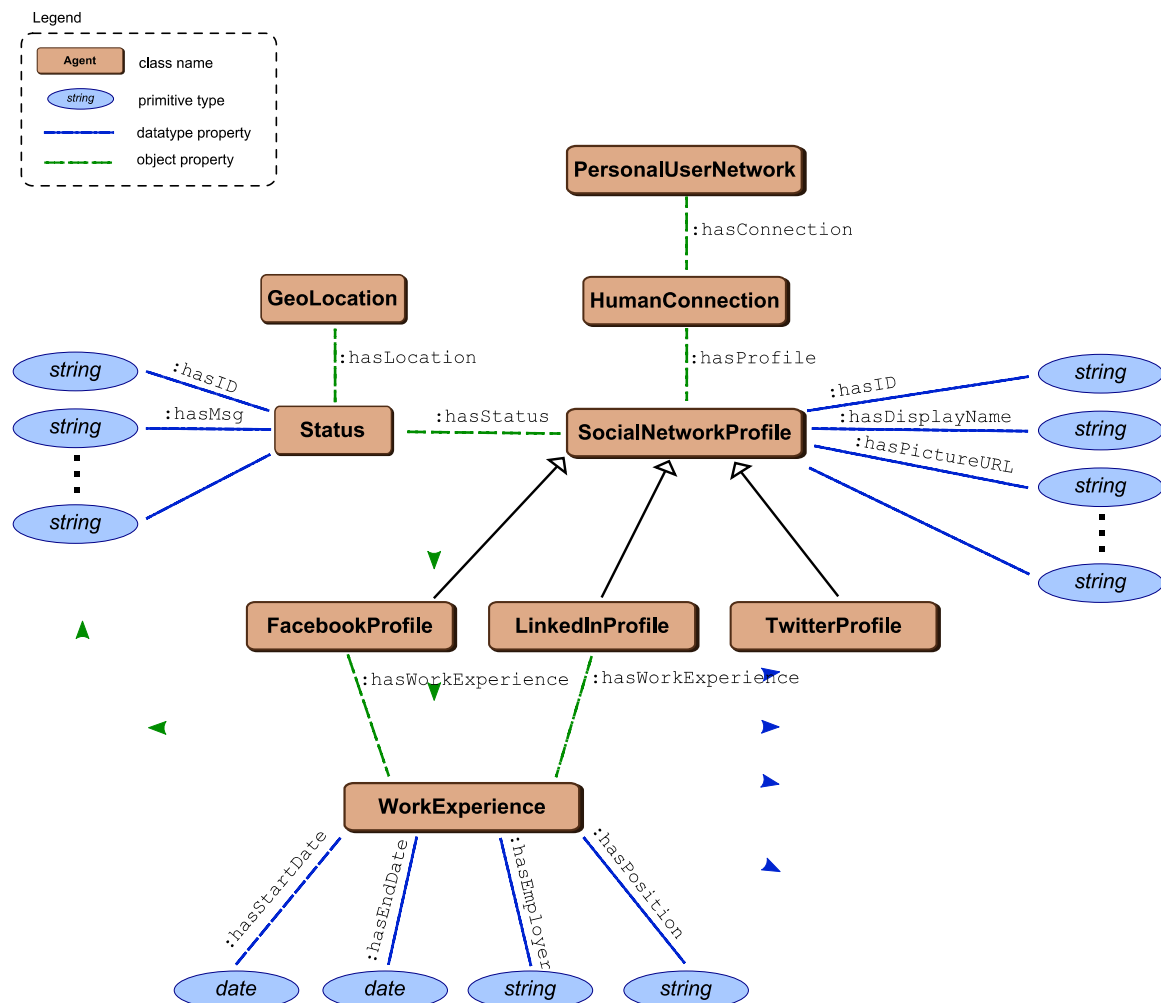 Legend
Agent
class name
string
primitive type
datatype property
object property
PersonalUserNetwork
:hasConnection
GeoLocation
HumanConnection
:hasLocation
:hasProfile
string
:hasID
:hasID
string
string
:hasMsg
Status
:hasStatus
SocialNetworkProfile
:hasDisplayName
string
:hasPictureURL
string
string
string
FacebookProfile
LinkedInProfile
TwitterProfile
:hasWorkExperience
:hasWorkExperience
WorkExperience
:hasStartDate
:hasEndDate
:hasEmployer
:hasPosition
date
date
string
string